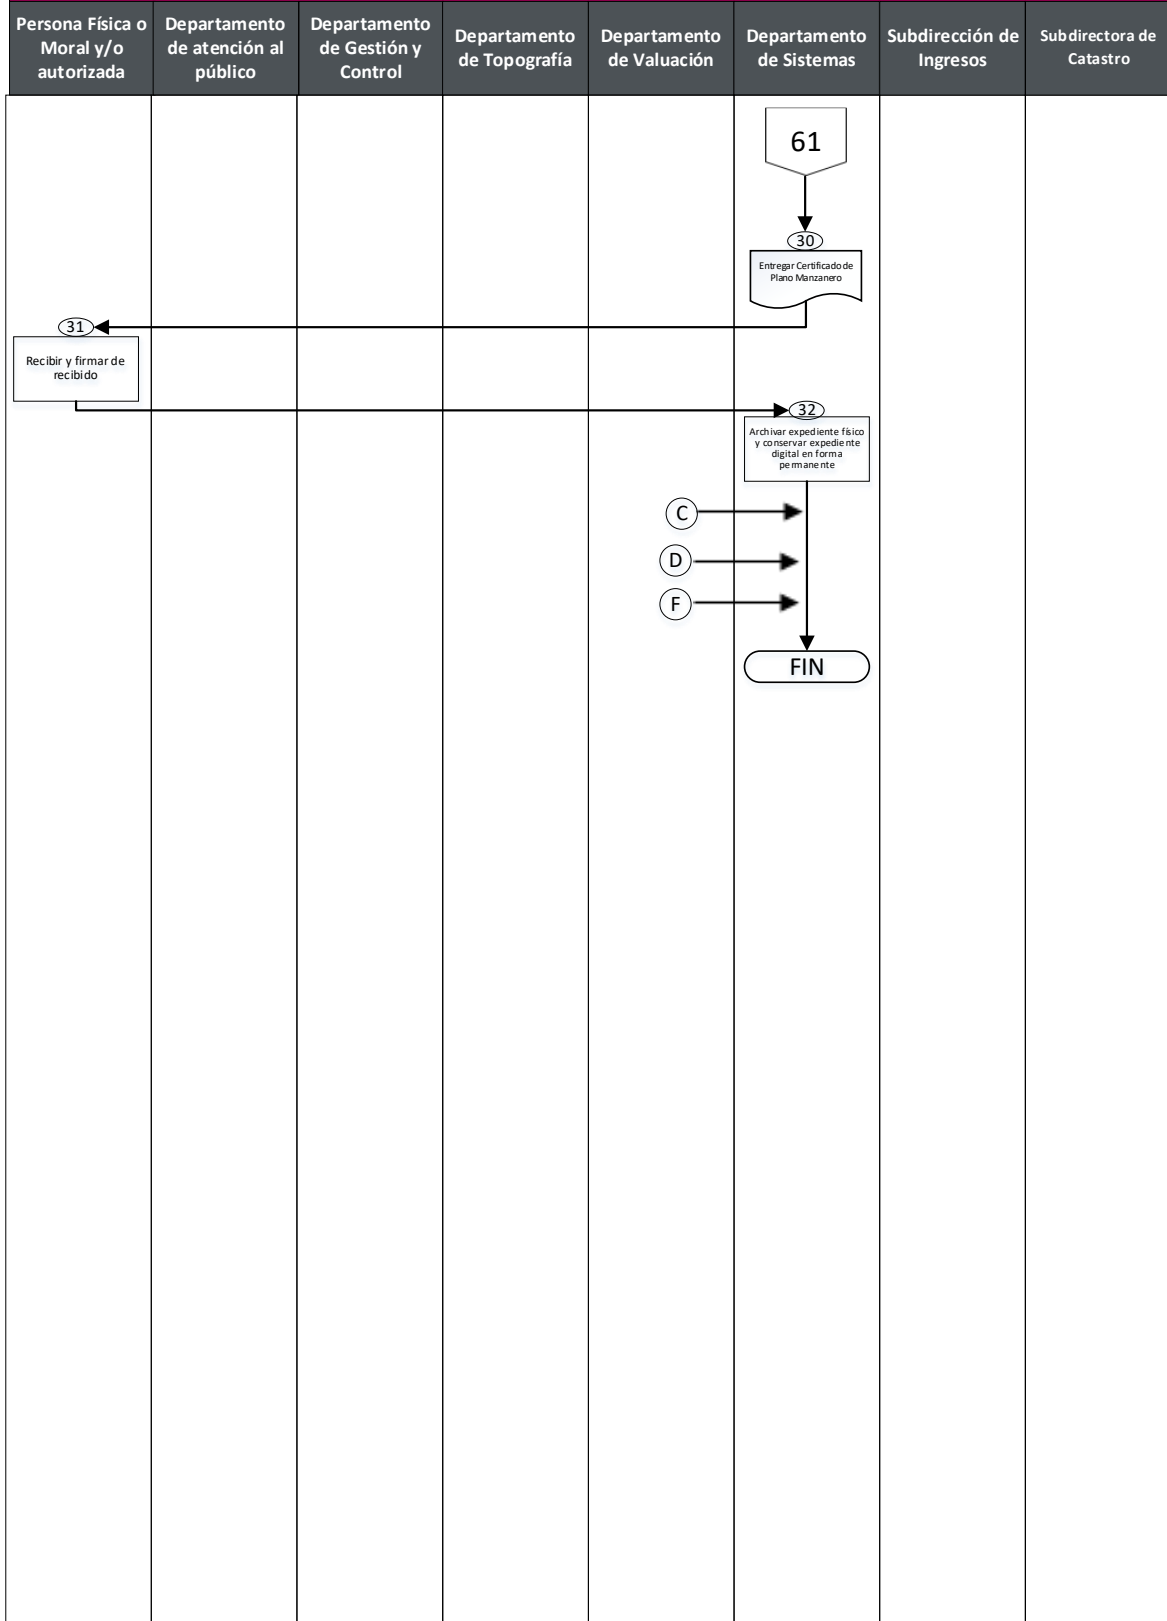 Persona Física o
Moral y/o
autorizada
Departamento
de atención al
público
Departamento
de Gestión y
Control
Departamento
de Topografía
Departamento
de Valuación
Departamento
de Sistemas
Subdirección de
Ingresos
Subdirectora de
Catastro
61
30
Entregar Certificado de
Plano Manzanero
31
Recibir y firmar de
recibido
32
Archivar expediente físico
y conservar expediente
digital en forma
permanente
C
D
F
FIN